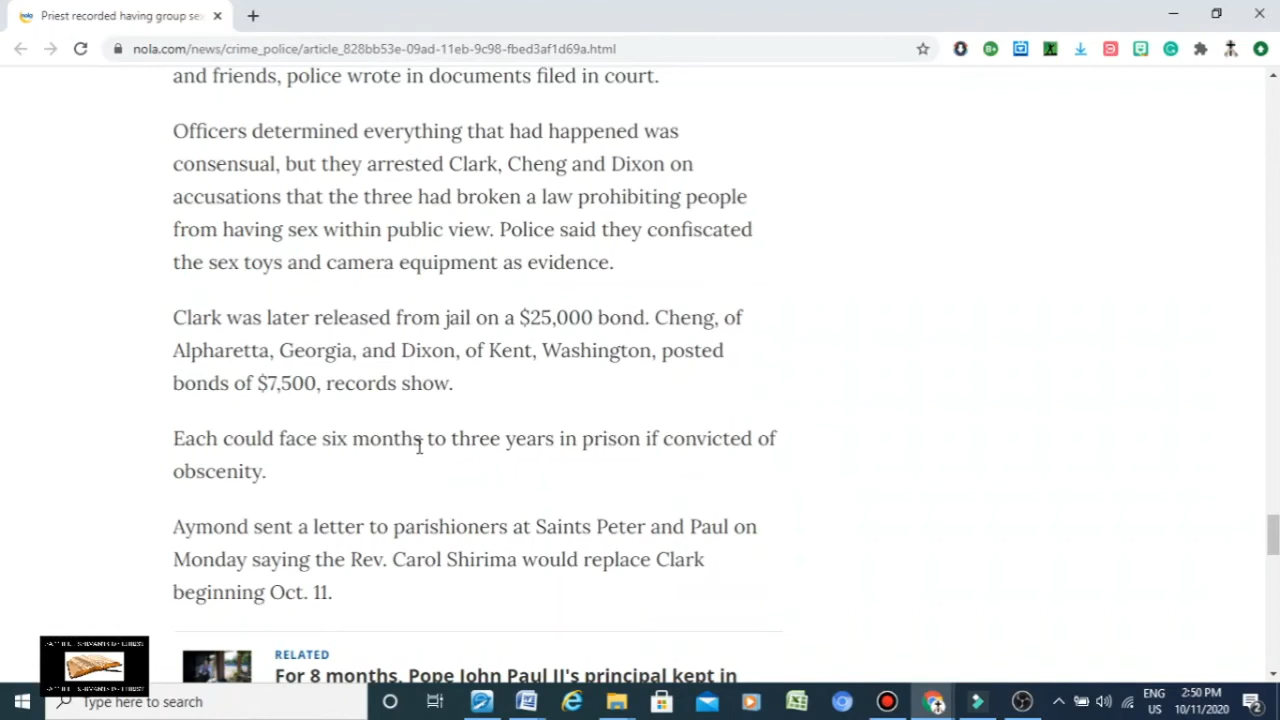 Priest recorded having group se
nola.com/news/crime_police/article_828bb53e-09ad-11eb-9c98-fbed3af1d69a.html
and friends, police wrote in documents filed in court.
Officers determined everything that had happened was
consensual, but they arrested Clark, Cheng and Dixon on
accusations that the three had broken a law prohibiting people
from having sex within public view. Police said they confiscated
the sex toys and camera equipment as evidence.
Clark was later released from jail on a $25,000 bond. Cheng, of
Alpharetta, Georgia, and Dixon, of Kent, Washington, posted
bonds of $7,500, records show.
Each could face six months to three years in prison if convicted of
obscenity.
Aymond sent a letter to parishioners at Saints Peter and Paul on
Monday saying the Rev. Carol Shirima would replace Clark
beginning Oct. 11.
RELATED
For 8 months, Pope John Paul II's principal kept in
Type here to search
ENG
US
2:50 PM
10/11/2020
2